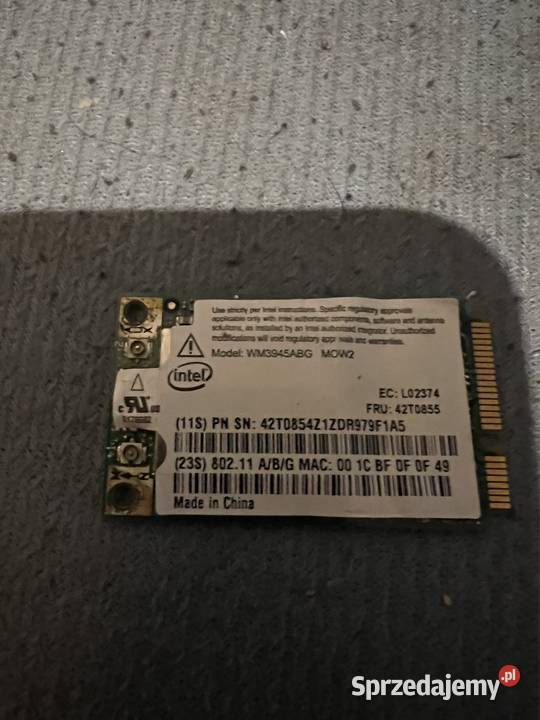 Use strictly per Intel instructions. Specific regulatory approvals
applicable only with Intel authorized components, software and antenna
solutions, as installed by an Intel authorized integrator. Unauthorized
modifications will void regulatory appr vals and warranties.
Model: WM3945ABG MOW2
intel
EC: L02374
FRU: 42T0855
(11S) PN SN: 42T0854Z1ZDR979F1A5
(23S) 802.11 A/B/G MAC: 00 1C BF 0F 0F 49
Made in China
Sprzedajemy.pl